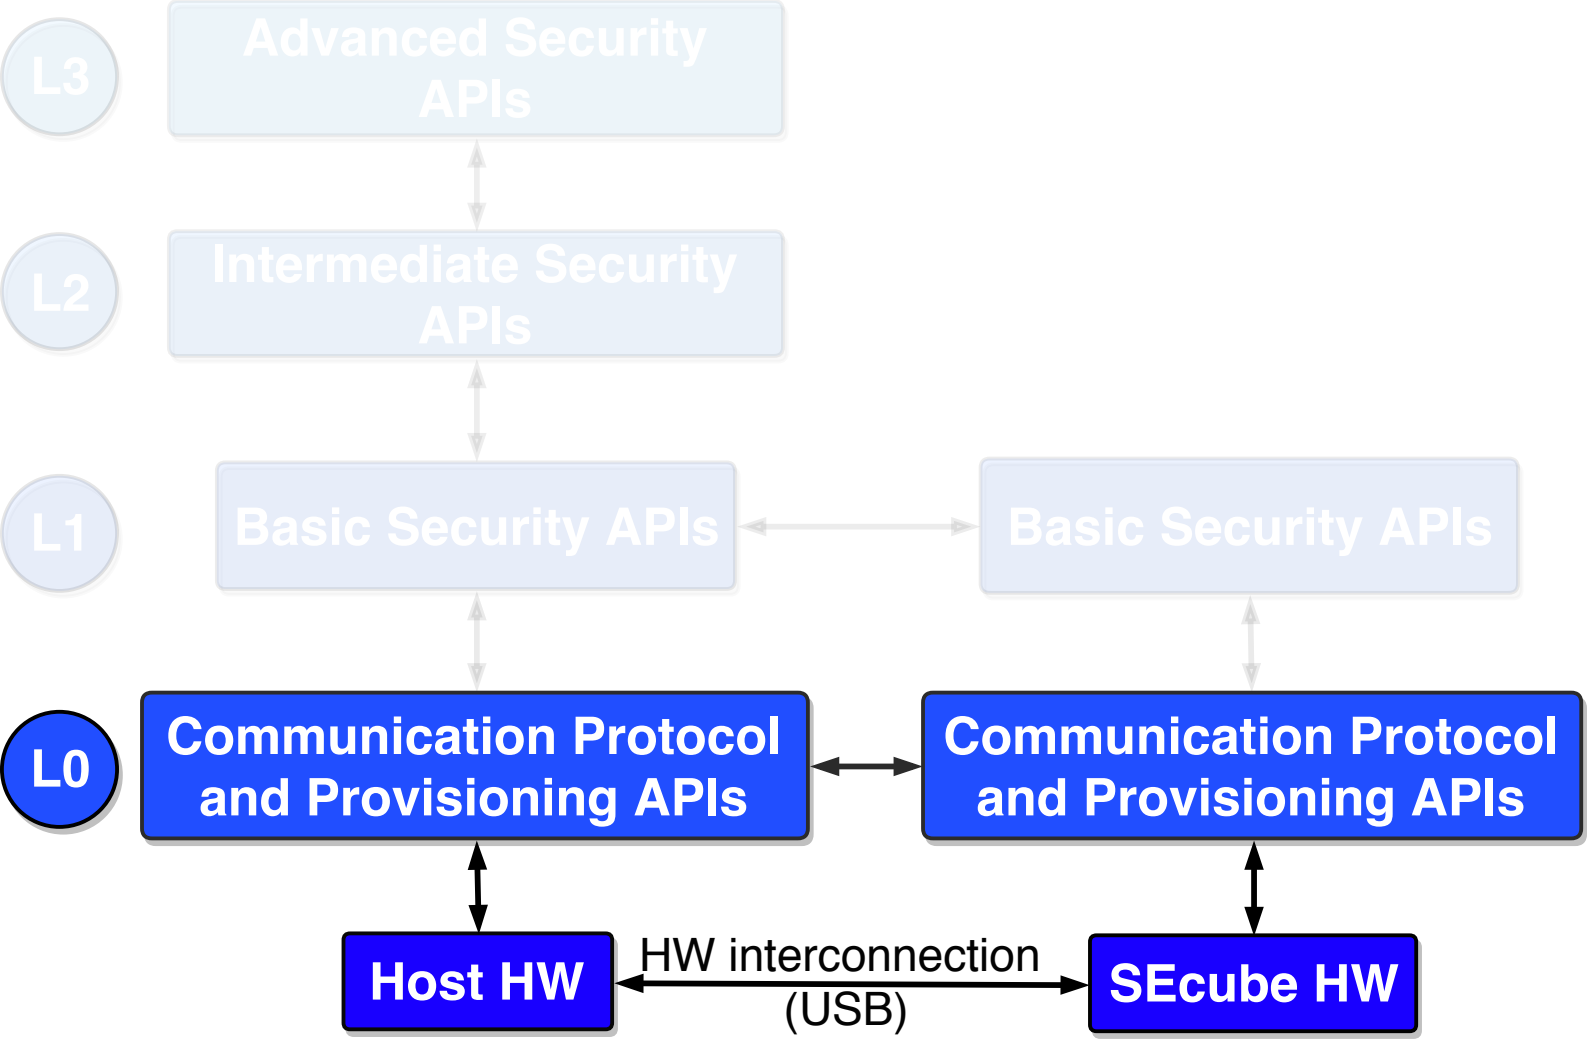 L3
Advanced Security
APIs
L2
Intermediate Security
APIs
L1
Basic Security APIs
Basic Security APIs
L0
Communication Protocol
and Provisioning APIs
Communication Protocol
and Provisioning APIs
Host HW
HW interconnection
(USB)
SEcube HW